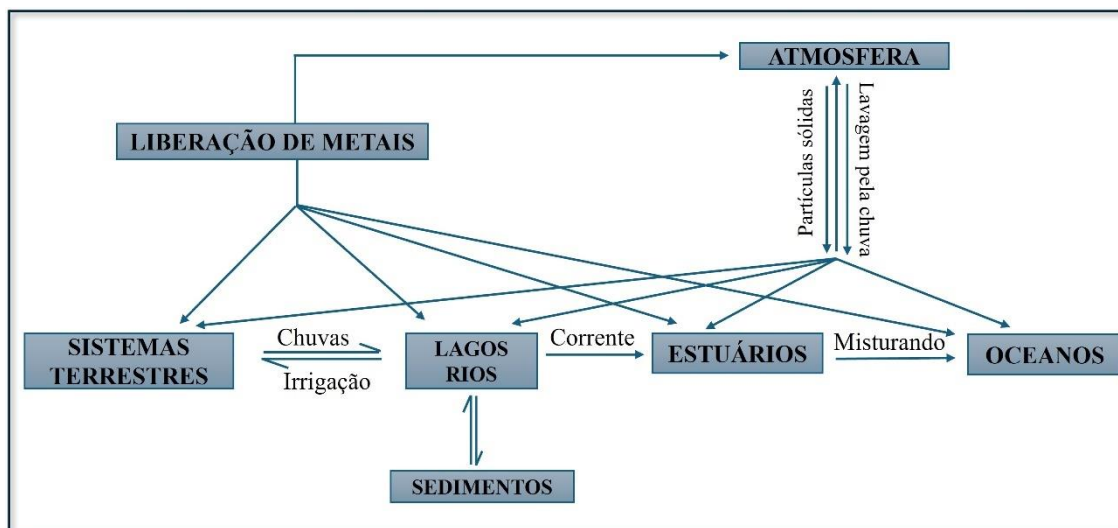 ATMOSFERA
LIBERAÇÃO DE METAIS
Partículas sólidas
Lavagem pela chuva
SISTEMAS
TERRESTRES
Chuvas
Irrigação
LAGOS
RIOS
Corrente
ESTUÁRIOS
Misturando
OCEANOS
SEDIMENTOS